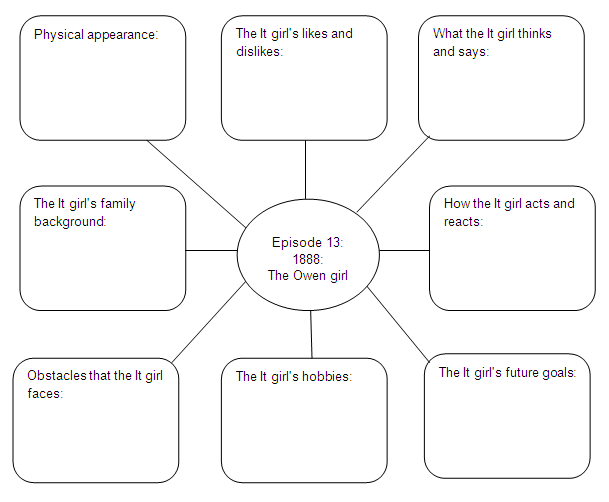 Physical appearance:
The It girl's likes and
dislikes:
What the It girl thinks
and says:
The It girl's family
background:
Episode 13:
1888:
The Owen girl
How the It girl acts and
reacts:
Obstacles that the It girl
faces:
The It girl's hobbies:
The It girl's future goals: